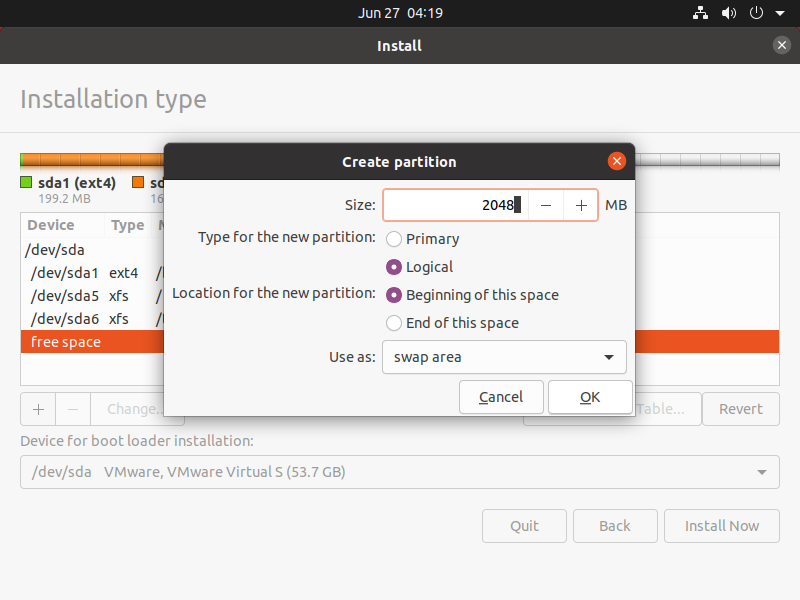 Jun 27 04:19
Install
Installation type
Create partition
sda1 (ext4)
199.2 MB
Size: 2048 MB
Type for the new partition: Primary
Logical
Location for the new partition: Beginning of this space
End of this space
Use as: swap area
Cancel OK
Device Type
/dev/sda
/dev/sda1 ext4
/dev/sda5 xfs
/dev/sda6 xfs
free space
+ − Change... Table... Revert
Device for boot loader installation:
/dev/sda VMware, VMware Virtual S (53.7 GB)
Quit Back Install Now